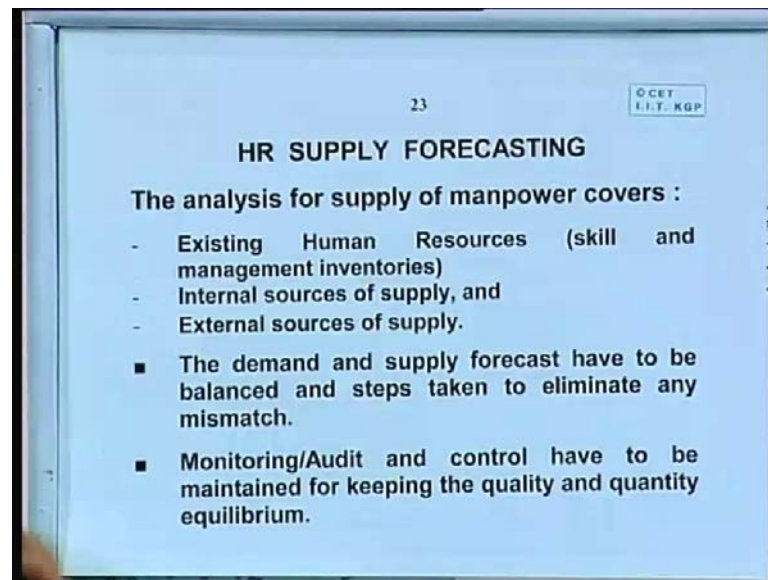 23
© CET
I.I.T. KGP
HR SUPPLY FORECASTING
The analysis for supply of manpower covers :
- Existing Human Resources (skill and
management inventories)
- Internal sources of supply, and
- External sources of supply.
■ The demand and supply forecast have to be
balanced and steps taken to eliminate any
mismatch.
■ Monitoring/Audit and control have to be
maintained for keeping the quality and quantity
equilibrium.